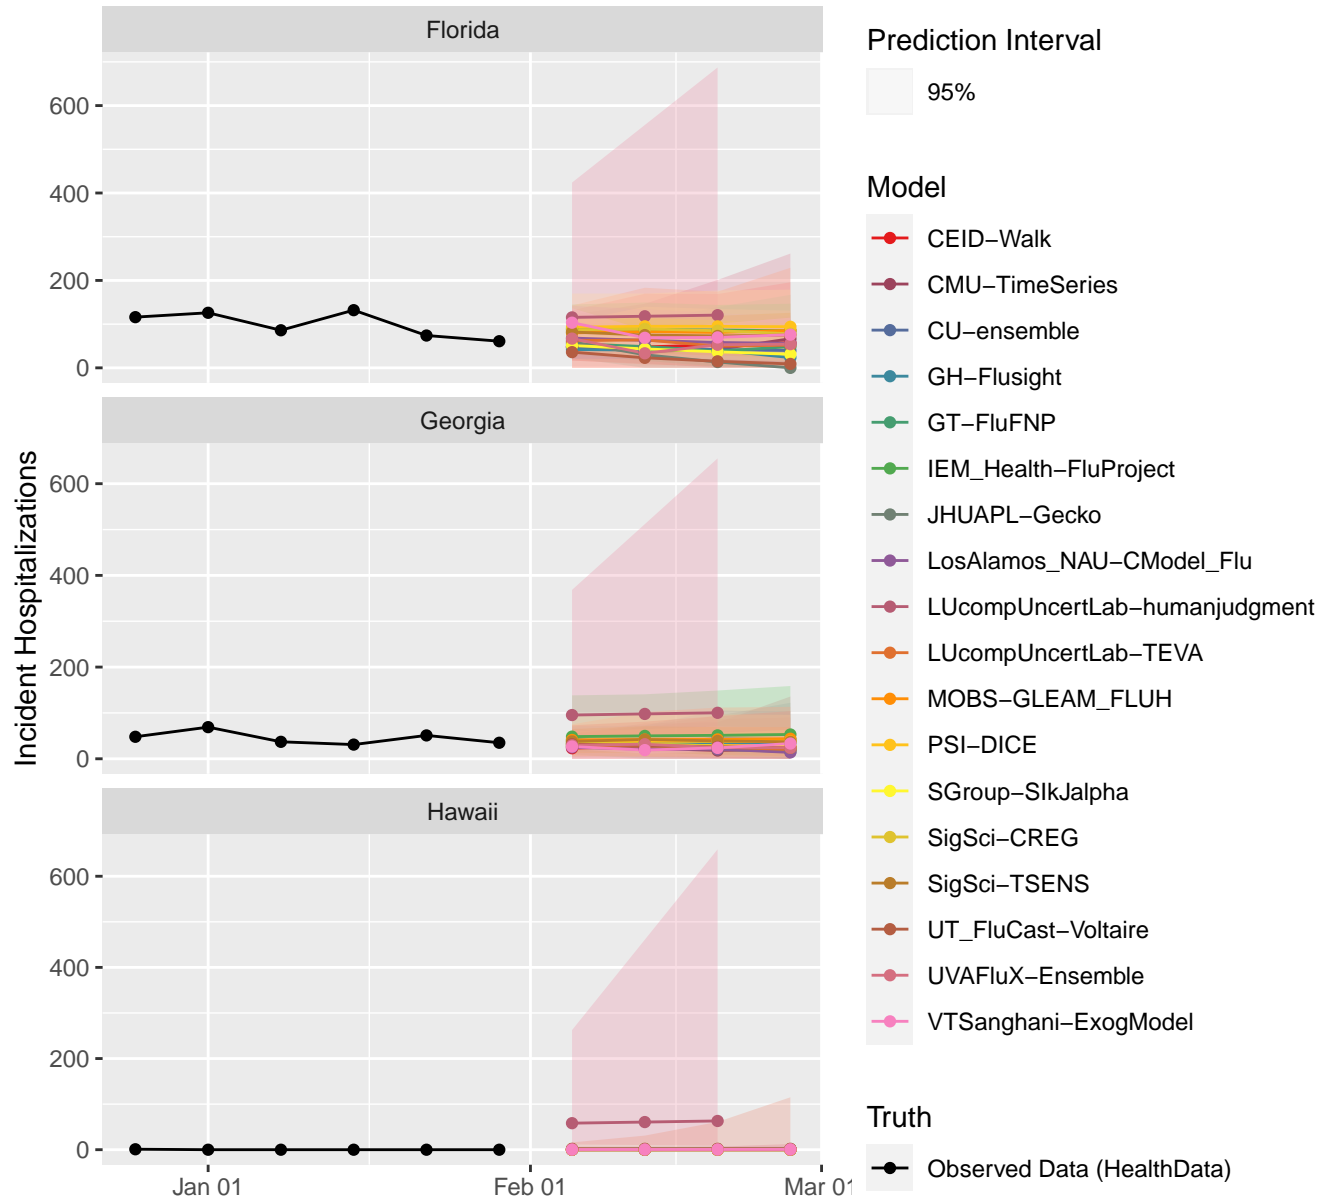 Florida
600
400
200
0
Georgia
600
400
200
0
Hawaii
600
400
200
0
Jan 01
Feb 01
Mar 01
Incident Hospitalizations
Prediction Interval
95%
Model
CEID−Walk
CMU−TimeSeries
CU−ensemble
GH−Flusight
GT−FluFNP
IEM_Health−FluProject
JHUAPL−Gecko
LosAlamos_NAU−CModel_Flu
LUcompUncertLab−humanjudgment
LUcompUncertLab−TEVA
MOBS−GLEAM_FLUH
PSI−DICE
SGroup−SIkJalpha
SigSci−CREG
SigSci−TSENS
UT_FluCast−Voltaire
UVAFluX−Ensemble
VTSanghani−ExogModel
Truth
Observed Data (HealthData)